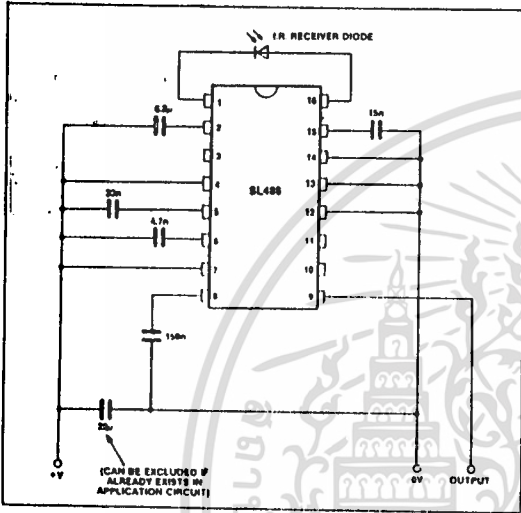 I.R. RECEIVER DIODE
1
16
6.8µ
2
15
15n
3
14
4
SL486
13
33n
5
12
4.7n
6
11
7
10
8
9
150n
22µ
(CAN BE EXCLUDED IF
ALREADY EXISTS IN
APPLICATION CIRCUIT)
+V
0V
OUTPUT